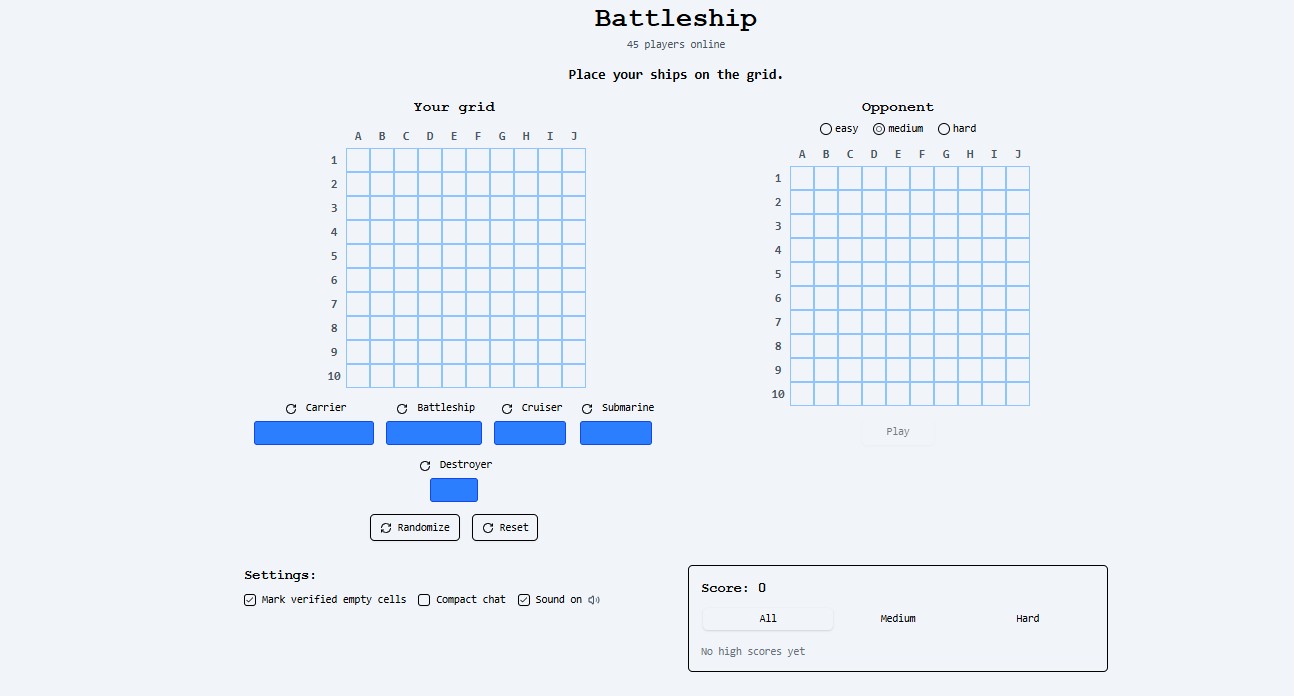 Battleship
45 players online
Place your ships on the grid.
Your grid
A B C D E F G H I J
1
2
3
4
5
6
7
8
9
10
Carrier Battleship Cruiser Submarine
Destroyer
Randomize Reset
Opponent
easy medium hard
A B C D E F G H I J
1
2
3
4
5
6
7
8
9
10
Play
Settings:
Mark verified empty cells Compact chat Sound on
Score: 0
All Medium Hard
No high scores yet